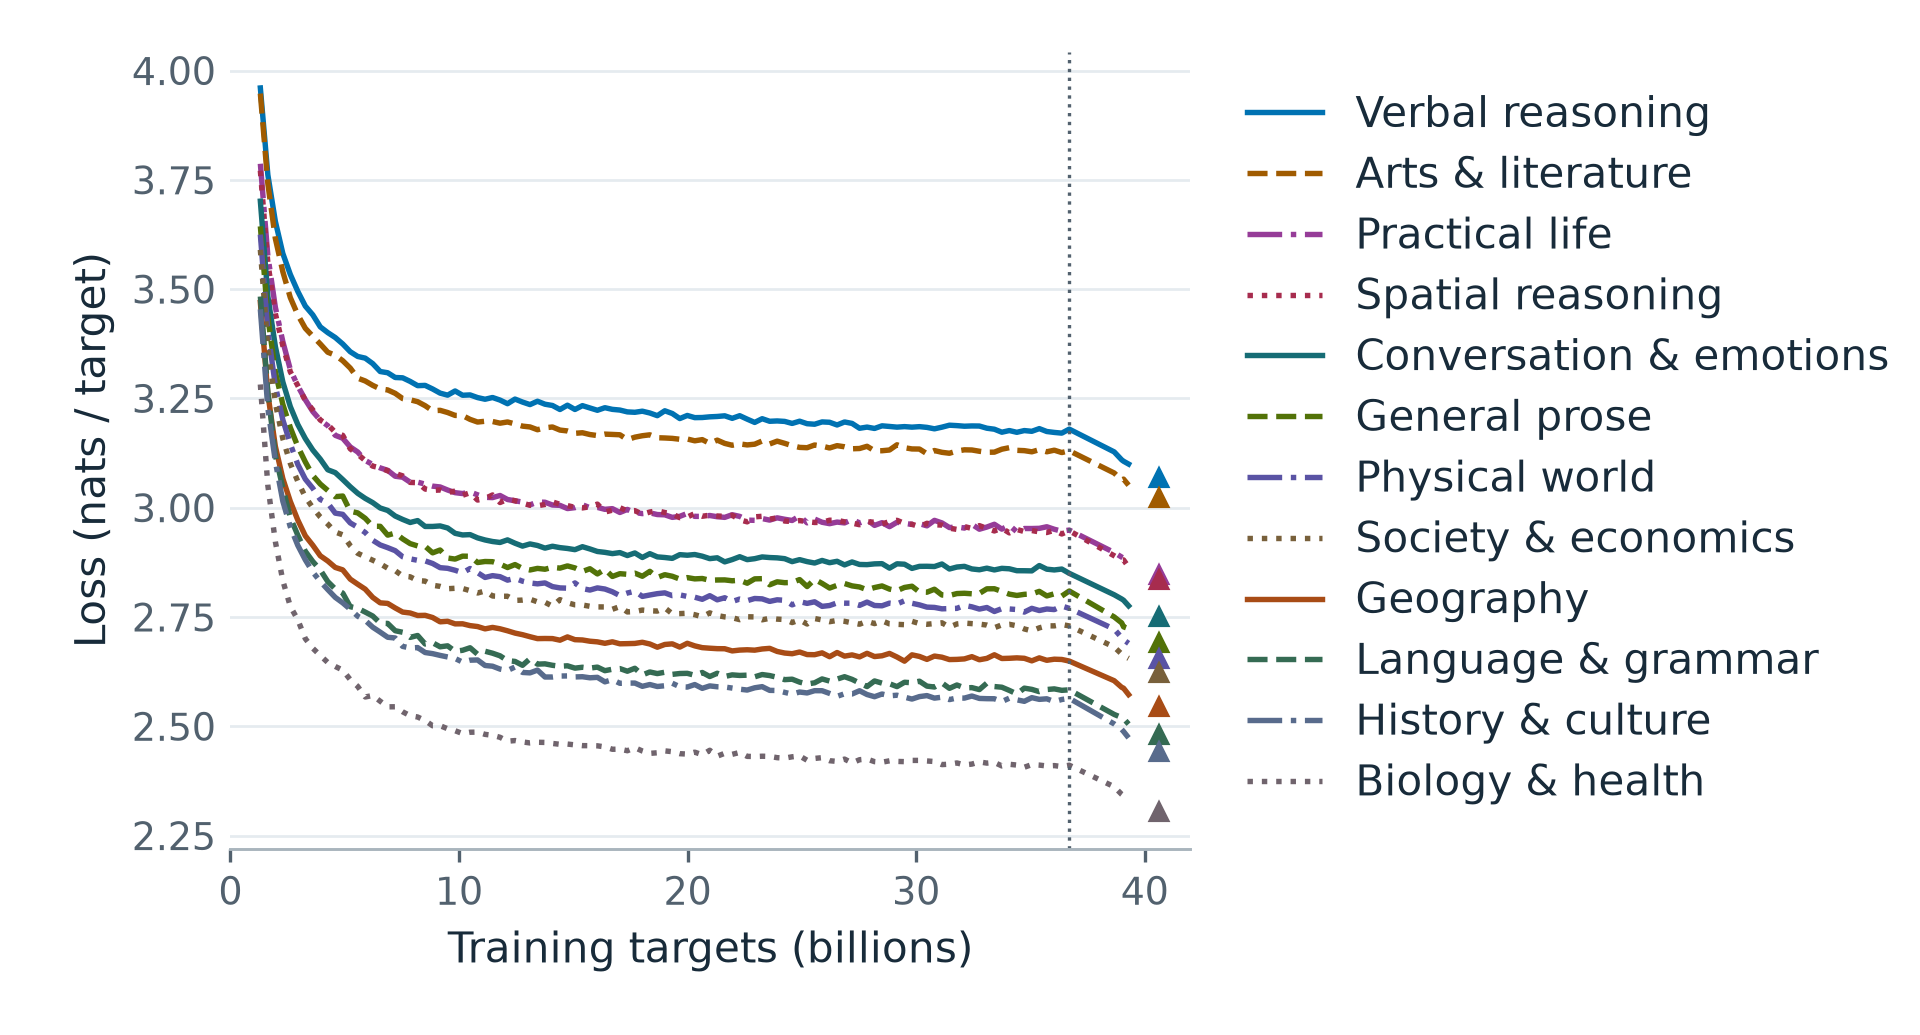 4.00
3.75
3.50
3.25
3.00
2.75
2.50
2.25
Loss (nats / target)
0 10 20 30 40
Training targets (billions)
Verbal reasoning
Arts & literature
Practical life
Spatial reasoning
Conversation & emotions
General prose
Physical world
Society & economics
Geography
Language & grammar
History & culture
Biology & health